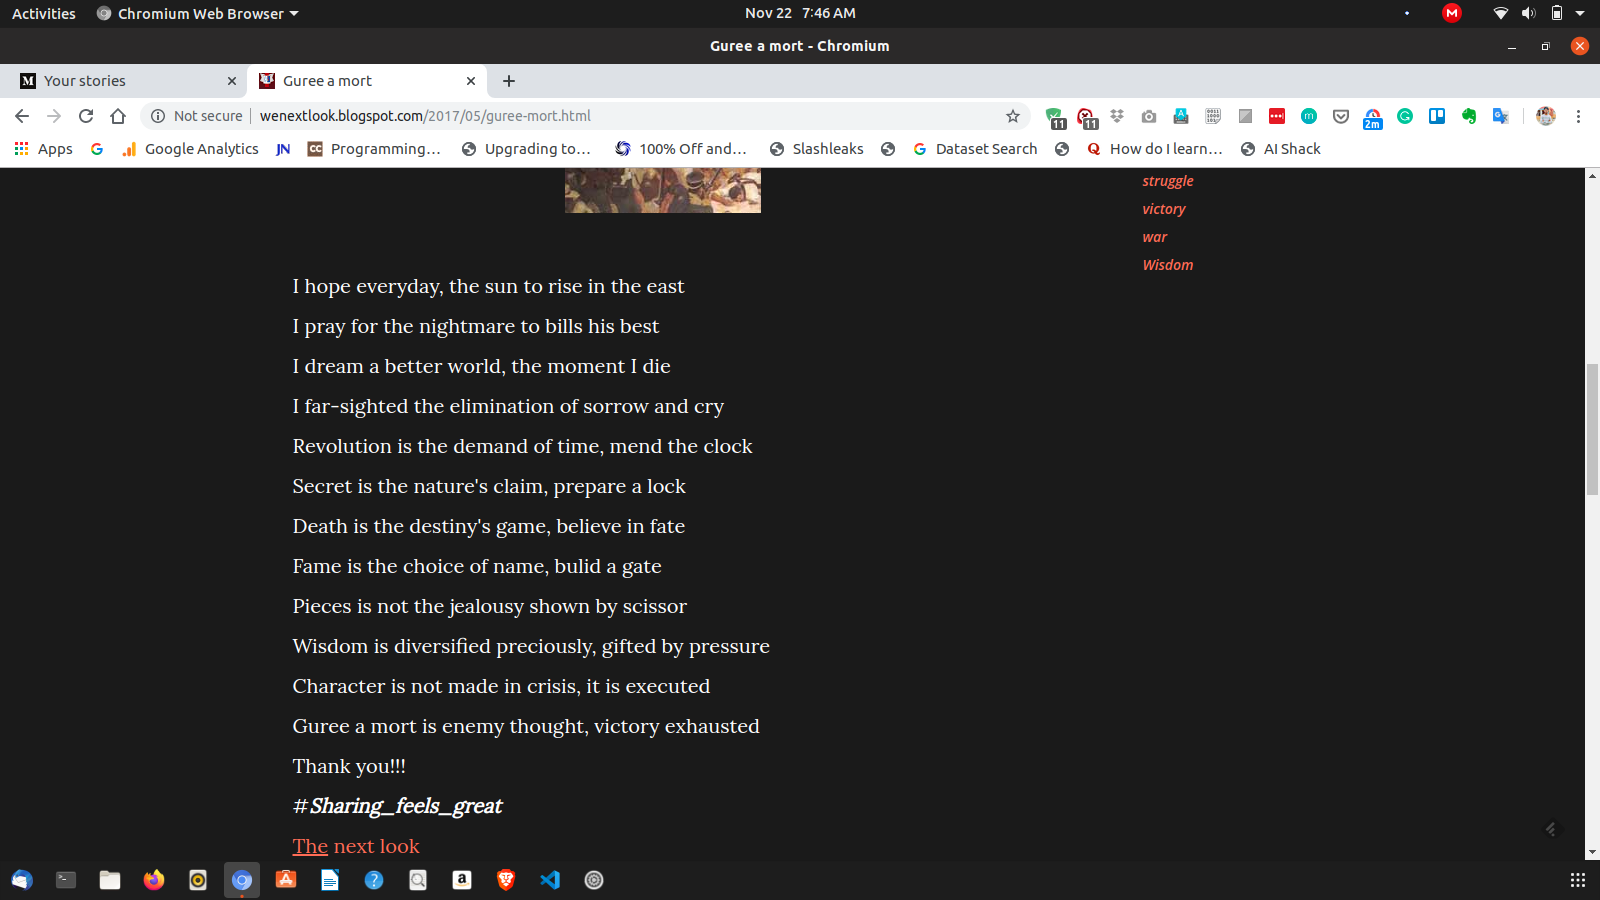 Activities
Chromium Web Browser
Nov 22 7:46 AM
Guree a mort - Chromium
Your stories
Guree a mort
Not secure
wenextlook.blogspot.com/2017/05/guree-mort.html
11
11
2m
Apps
Google Analytics
JN
CC
Programming...
Upgrading to...
100% Off and...
Slashleaks
Dataset Search
How do I learn...
AI Shack
struggle
victory
war
Wisdom
I hope everyday, the sun to rise in the east
I pray for the nightmare to bills his best
I dream a better world, the moment I die
I far-sighted the elimination of sorrow and cry
Revolution is the demand of time, mend the clock
Secret is the nature's claim, prepare a lock
Death is the destiny's game, believe in fate
Fame is the choice of name, bulid a gate
Pieces is not the jealousy shown by scissor
Wisdom is diversified preciously, gifted by pressure
Character is not made in crisis, it is executed
Guree a mort is enemy thought, victory exhausted
Thank you!!!
#Sharing_feels_great
The next look